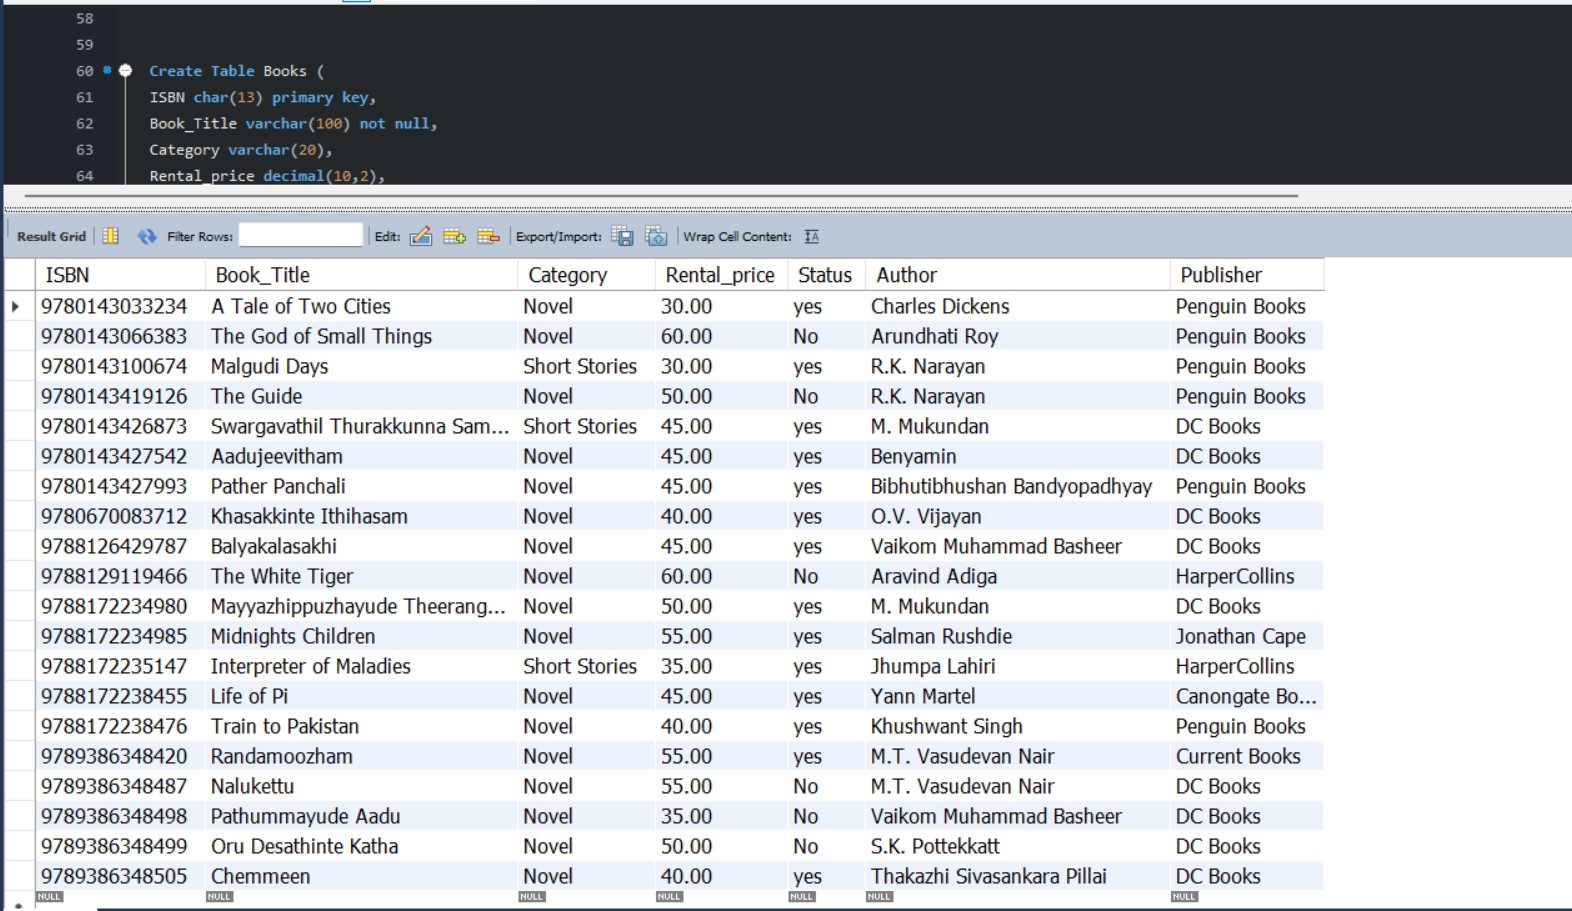 58
59
60 Create Table Books (
61 ISBN char(13) primary key,
62 Book_Title varchar(100) not null,
63 Category varchar(20),
64 Rental_price decimal(10,2),
Result Grid Filter Rows: Edit: Export/Import: Wrap Cell Content: IA
ISBN Book_Title Category Rental_price Status Author Publisher
9780143033234 A Tale of Two Cities Novel 30.00 yes Charles Dickens Penguin Books
9780143066383 The God of Small Things Novel 60.00 No Arundhati Roy Penguin Books
9780143100674 Malgudi Days Short Stories 30.00 yes R.K. Narayan Penguin Books
9780143419126 The Guide Novel 50.00 No R.K. Narayan Penguin Books
9780143426873 Swargavathil Thurakkunna Sam... Short Stories 45.00 yes M. Mukundan DC Books
9780143427542 Aadujeevitham Novel 45.00 yes Benyamin DC Books
9780143427993 Pather Panchali Novel 45.00 yes Bibhutibhushan Bandyopadhyay Penguin Books
9780670083712 Khasakkinte Ithihasam Novel 40.00 yes O.V. Vijayan DC Books
9788126429787 Balyakalasakhi Novel 45.00 yes Vaikom Muhammad Basheer DC Books
9788129119466 The White Tiger Novel 60.00 No Aravind Adiga HarperCollins
9788172234980 Mayyazhippuzhayude Theerang... Novel 50.00 yes M. Mukundan DC Books
9788172234985 Midnights Children Novel 55.00 yes Salman Rushdie Jonathan Cape
9788172235147 Interpreter of Maladies Short Stories 35.00 yes Jhumpa Lahiri HarperCollins
9788172238455 Life of Pi Novel 45.00 yes Yann Martel Canongate Bo...
9788172238476 Train to Pakistan Novel 40.00 yes Khushwant Singh Penguin Books
9789386348420 Randamoozham Novel 55.00 yes M.T. Vasudevan Nair Current Books
9789386348487 Nalukettu Novel 55.00 No M.T. Vasudevan Nair DC Books
9789386348498 Pathummayude Aadu Novel 35.00 No Vaikom Muhammad Basheer DC Books
9789386348499 Oru Desathinte Katha Novel 50.00 No S.K. Pottekkatt DC Books
9789386348505 Chemmeen Novel 40.00 yes Thakazhi Sivasankara Pillai DC Books
NULL NULL NULL NULL NULL NULL NULL